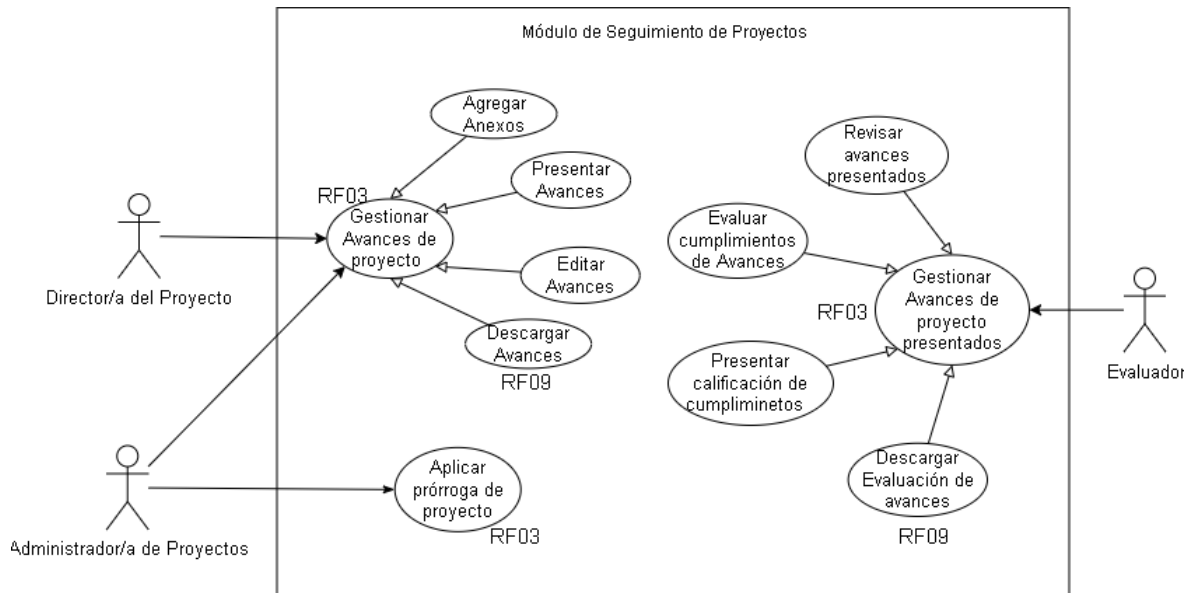 Módulo de Seguimiento de Proyectos
Agregar
Anexos
Presentar
Avances
RF03
Gestionar
Avances de
proyecto
Editar
Avances
Descargar
Avances
RF09
Director/a del Proyecto
Aplicar
prórroga de
proyecto
RF03
Administrador/a de Proyectos
Revisar
avances
presentados
Evaluar
cumplimientos
de Avances
RF03
Gestionar
Avances de
proyecto
presentados
Presentar
calificación de
cumpliminetos
Descargar
Evaluación de
avances
RF09
Evaluador